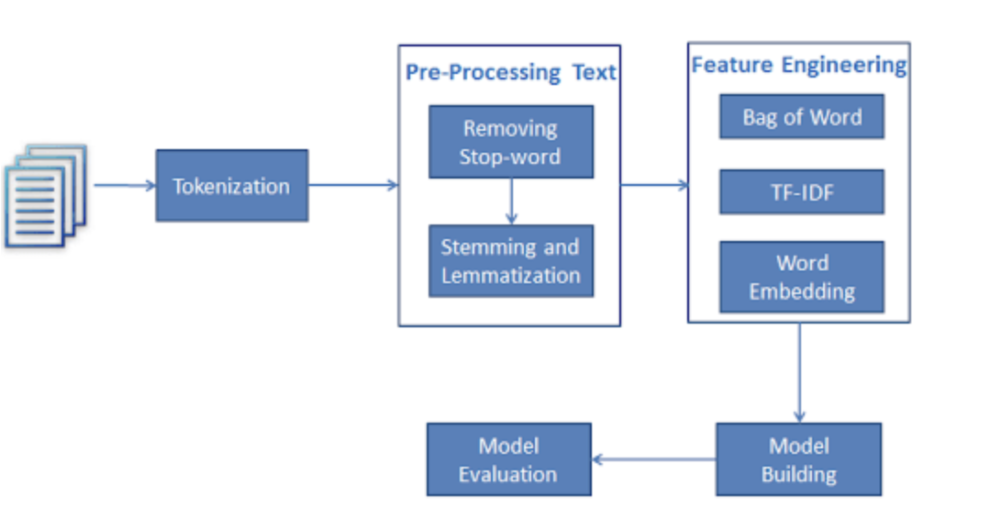 Tokenization
Pre-Processing Text
Removing
Stop-word
Stemming and
Lemmatization
Feature Engineering
Bag of Word
TF-IDF
Word
Embedding
Model
Building
Model
Evaluation